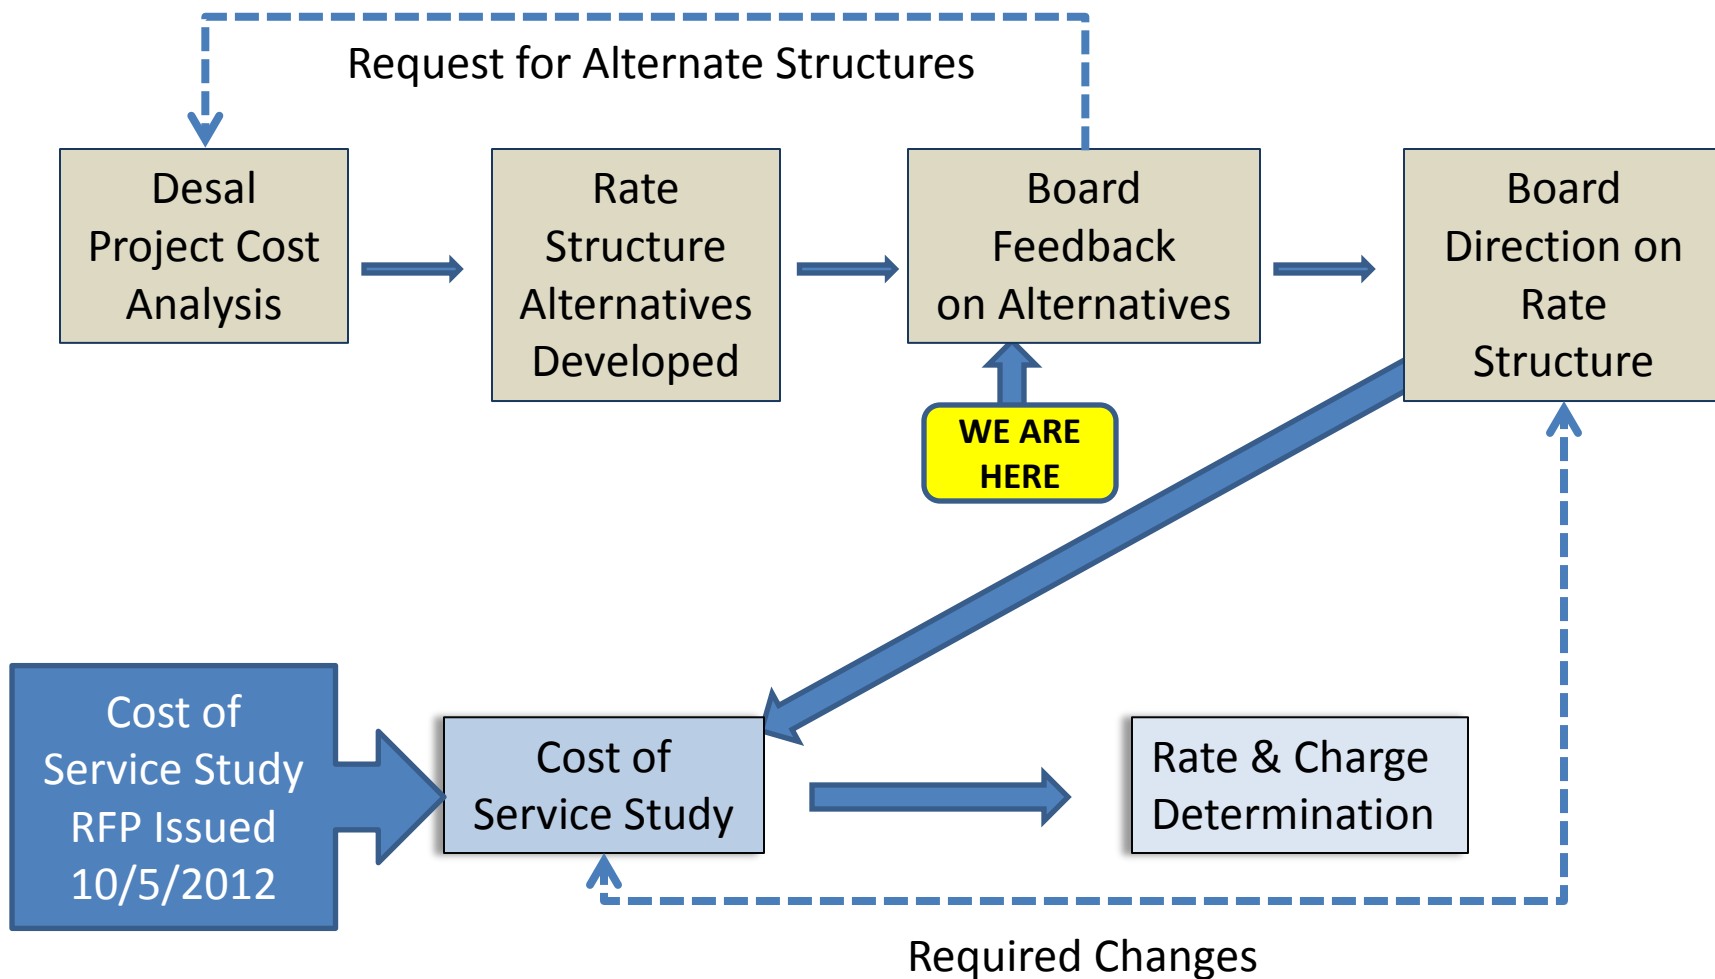 Request for Alternate Structures
Desal
Project Cost
Analysis
Rate
Structure
Alternatives
Developed
Board
Feedback
on Alternatives
Board
Direction on
Rate
Structure
WE ARE
HERE
Cost of
Service Study
RFP Issued
10/5/2012
Cost of
Service Study
Rate & Charge
Determination
Required Changes